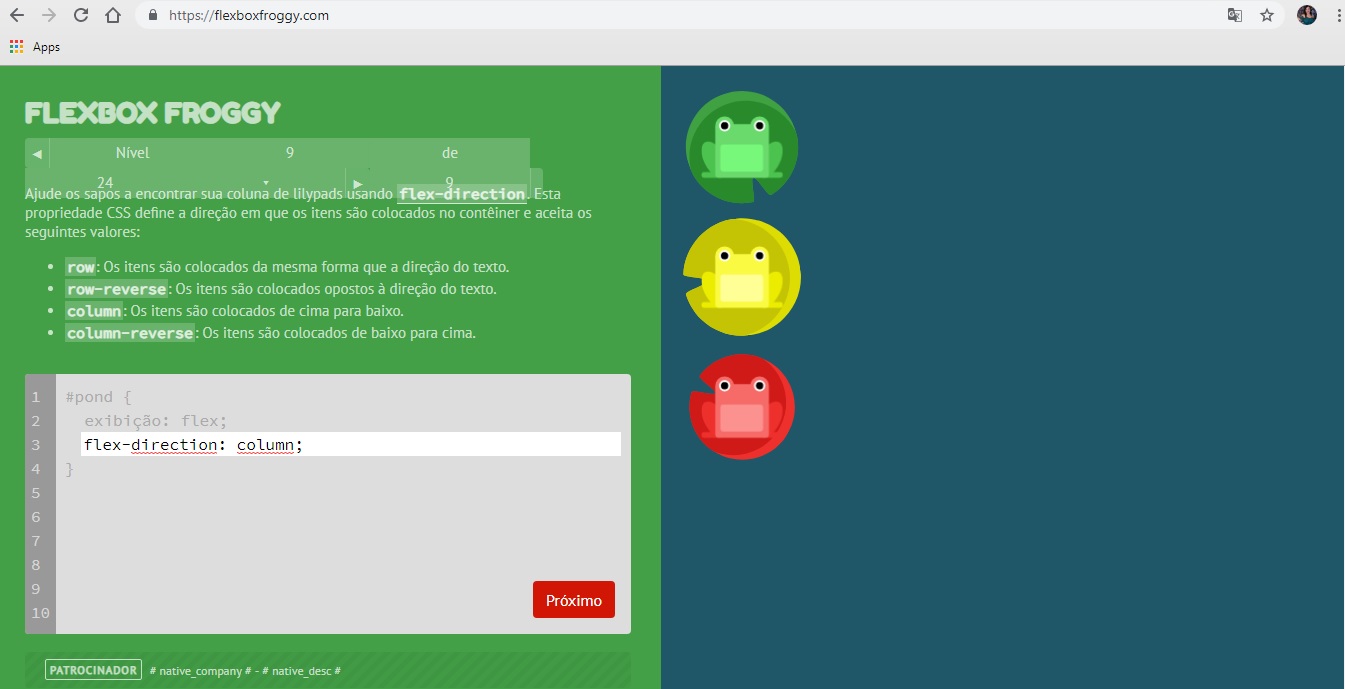 https://flexboxfroggy.com
Apps
FLEXBOX FROGGY
◀ Nível 9 de
24 ▾ ▶ 9
Ajude os sapos a encontrar sua coluna de lilypads usando flex-direction. Esta
propriedade CSS define a direção em que os itens são colocados no contêiner e aceita os
seguintes valores:
• row: Os itens são colocados da mesma forma que a direção do texto.
• row-reverse: Os itens são colocados opostos à direção do texto.
• column: Os itens são colocados de cima para baixo.
• column-reverse: Os itens são colocados de baixo para cima.
1 #pond {
2 exibição: flex;
3 flex-direction: column;
4 }
5
6
7
8
9
10
Próximo
PATROCINADOR # native_company # - # native_desc #